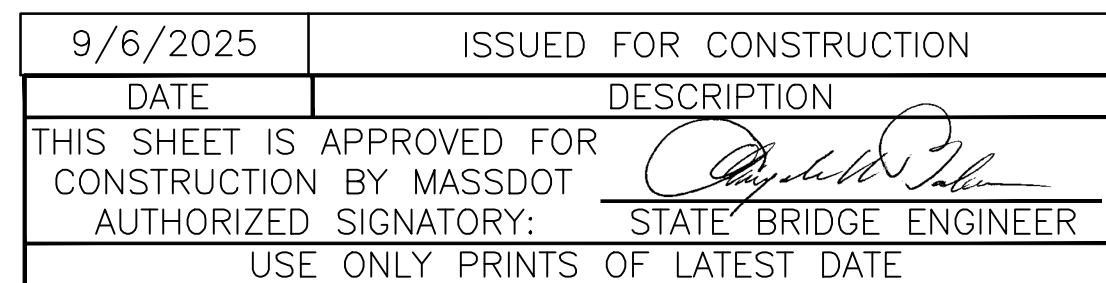 9/6/2025 ISSUED FOR CONSTRUCTION
DATE DESCRIPTION
THIS SHEET IS APPROVED FOR
CONSTRUCTION BY MASSDOT
AUTHORIZED SIGNATORY: STATE BRIDGE ENGINEER
USE ONLY PRINTS OF LATEST DATE